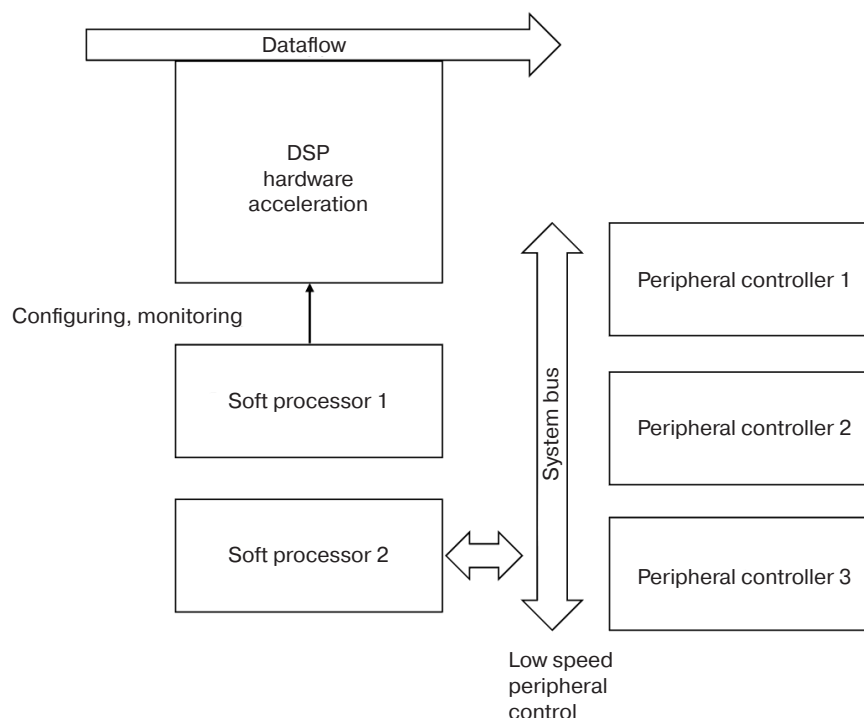 Dataflow
DSP
hardware
acceleration
Configuring, monitoring
Soft processor 1
Soft processor 2
System bus
Peripheral controller 1
Peripheral controller 2
Peripheral controller 3
Low speed
peripheral
control